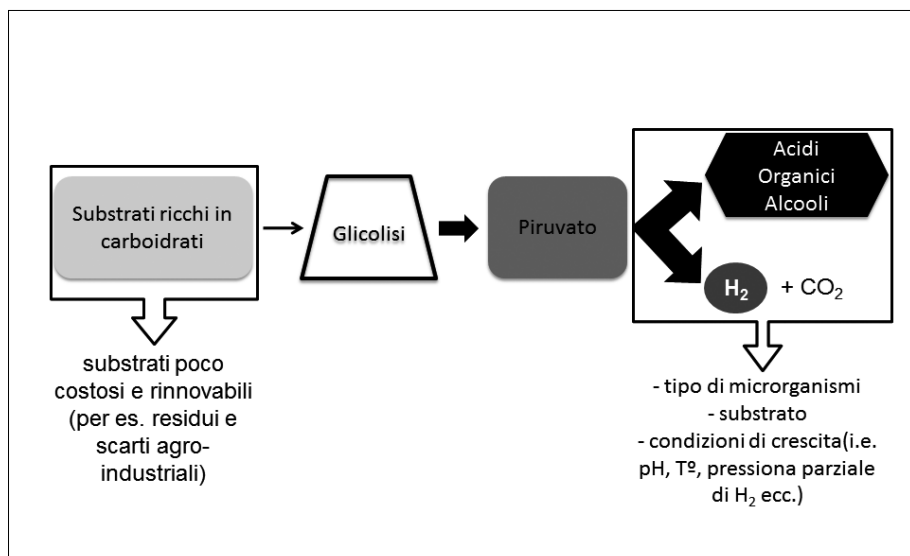 Substrati ricchi in
carboidrati
Glicolisi
Piruvato
Acidi
Organici
Alcooli
H₂ + CO₂
substrati poco
costosi e rinnovabili
(per es. residui e
scarti agro-
industriali)
- tipo di microrganismi
- substrato
- condizioni di crescita(i.e.
pH, Tº, pressiona parziale
di H₂ ecc.)